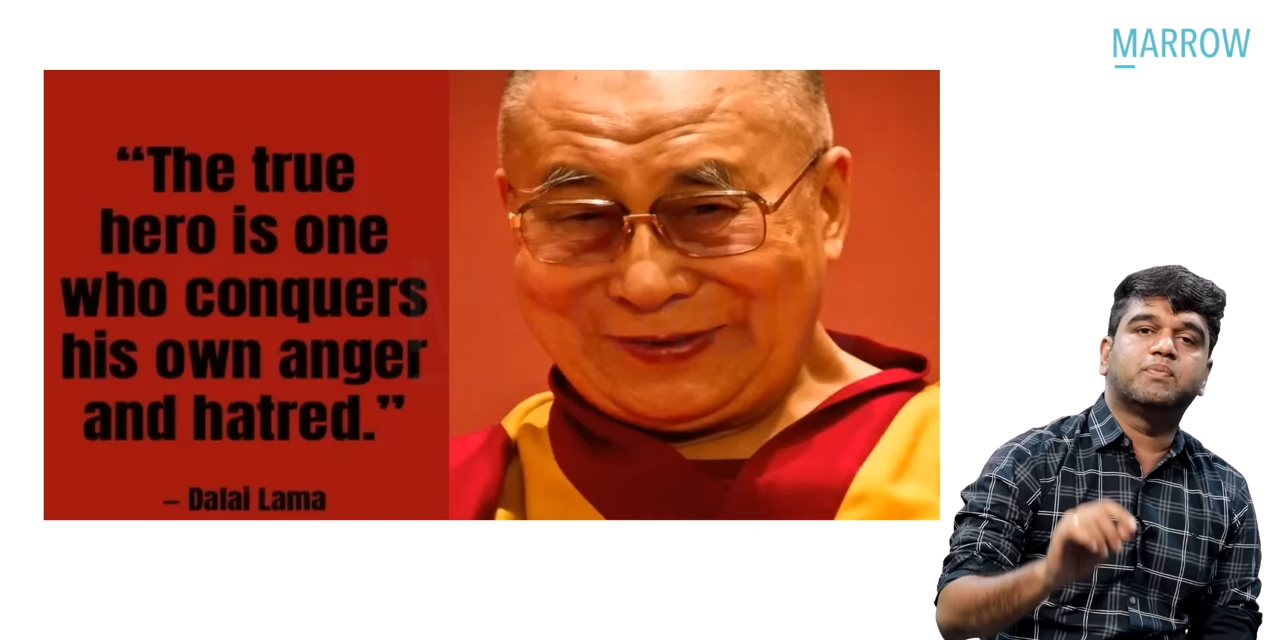 MARROW
“The true
hero is one
who conquers
his own anger
and hatred.”
– Dalai Lama